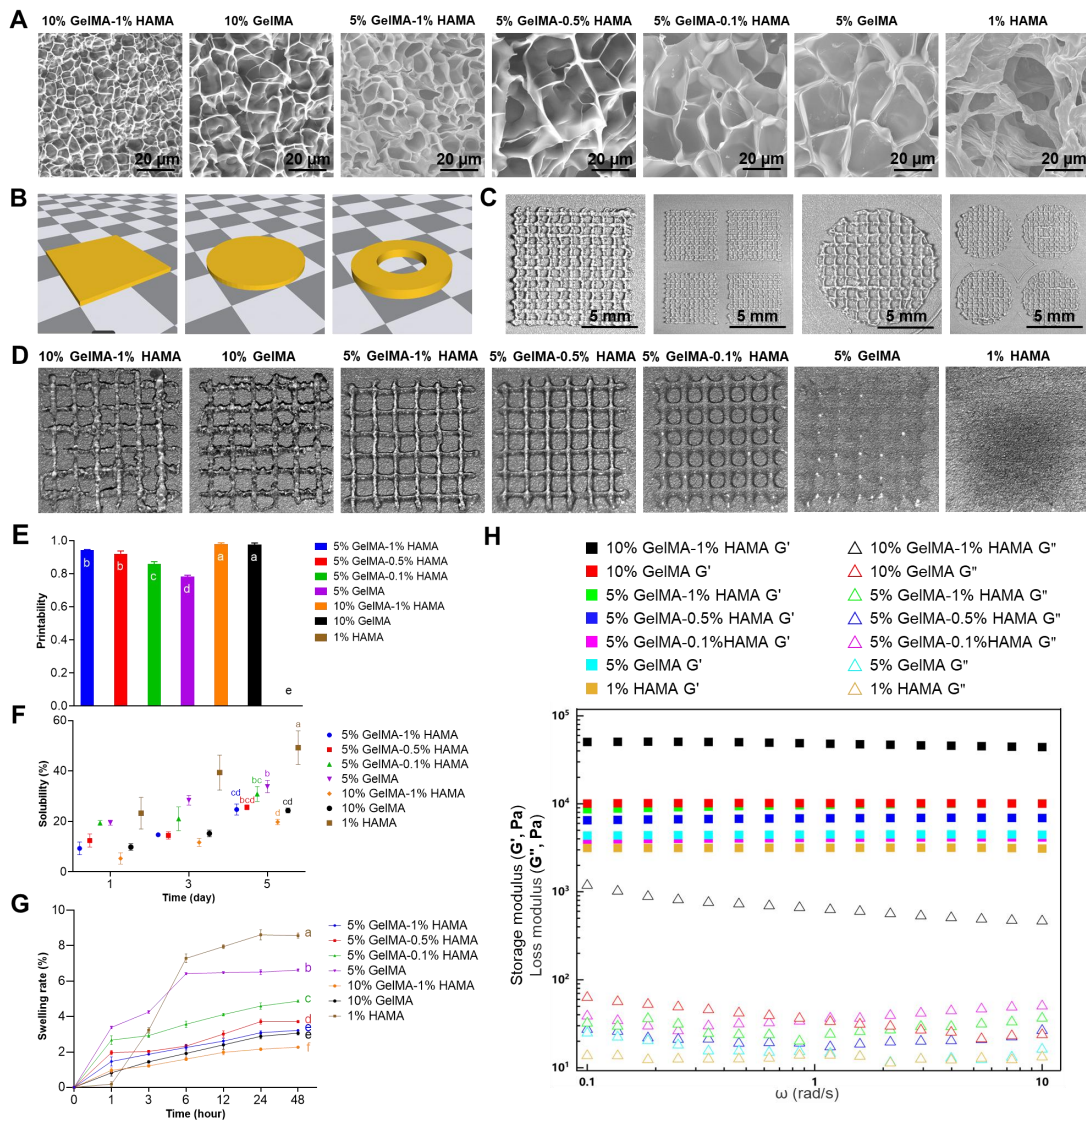 A
10% GelMA-1% HAMA
10% GelMA
5% GelMA-1% HAMA
5% GelMA-0.5% HAMA
5% GelMA-0.1% HAMA
5% GelMA
1% HAMA
20 µm
20 µm
20 µm
20 µm
20 µm
20 µm
20 µm
B
C
5 mm
5 mm
5 mm
5 mm
D
10% GelMA-1% HAMA
10% GelMA
5% GelMA-1% HAMA
5% GelMA-0.5% HAMA
5% GelMA-0.1% HAMA
5% GelMA
1% HAMA
E
Printability
1.0
0.8
0.6
0.4
0.2
0.0
b
b
c
d
a
a
e
5% GelMA-1% HAMA
5% GelMA-0.5% HAMA
5% GelMA-0.1% HAMA
5% GelMA
10% GelMA-1% HAMA
10% GelMA
1% HAMA
F
Solubility (%)
60
40
20
0
1
3
5
Time (day)
cd
bcd
bc
b
d
cd
a
5% GelMA-1% HAMA
5% GelMA-0.5% HAMA
5% GelMA-0.1% HAMA
5% GelMA
10% GelMA-1% HAMA
10% GelMA
1% HAMA
G
Swelling rate (%)
10
8
6
4
2
0
0
1
3
6
12
24
48
Time (hour)
a
b
c
d
e
e
f
5% GelMA-1% HAMA
5% GelMA-0.5% HAMA
5% GelMA-0.1% HAMA
5% GelMA
10% GelMA-1% HAMA
10% GelMA
1% HAMA
H
10% GelMA-1% HAMA G'
10% GelMA G'
5% GelMA-1% HAMA G'
5% GelMA-0.5% HAMA G'
5% GelMA-0.1%HAMA G'
5% GelMA G'
1% HAMA G'
10% GelMA-1% HAMA G"
10% GelMA G"
5% GelMA-1% HAMA G"
5% GelMA-0.5% HAMA G"
5% GelMA-0.1%HAMA G"
5% GelMA G"
1% HAMA G"
Storage modulus (G', Pa)
Loss modulus (G", Pa)
10⁵
10⁴
10³
10²
10¹
0.1
1
10
ω (rad/s)